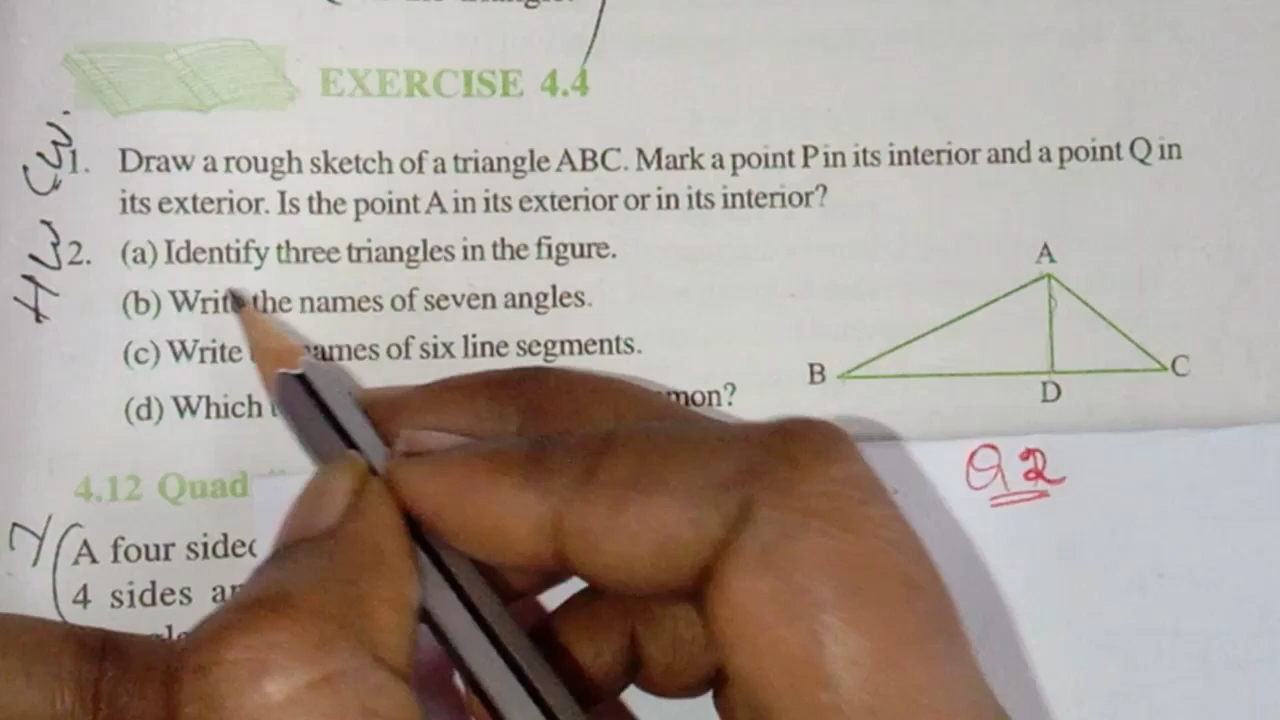 EXERCISE 4.4
CW.
1. Draw a rough sketch of a triangle ABC. Mark a point P in its interior and a point Q in
its exterior. Is the point A in its exterior or in its interior?
HW
2. (a) Identify three triangles in the figure.
(b) Write the names of seven angles.
(c) Write names of six line segments.
(d) Which mon?
A
B
C
D
Q2
4.12 Quad
A four sided
4 sides